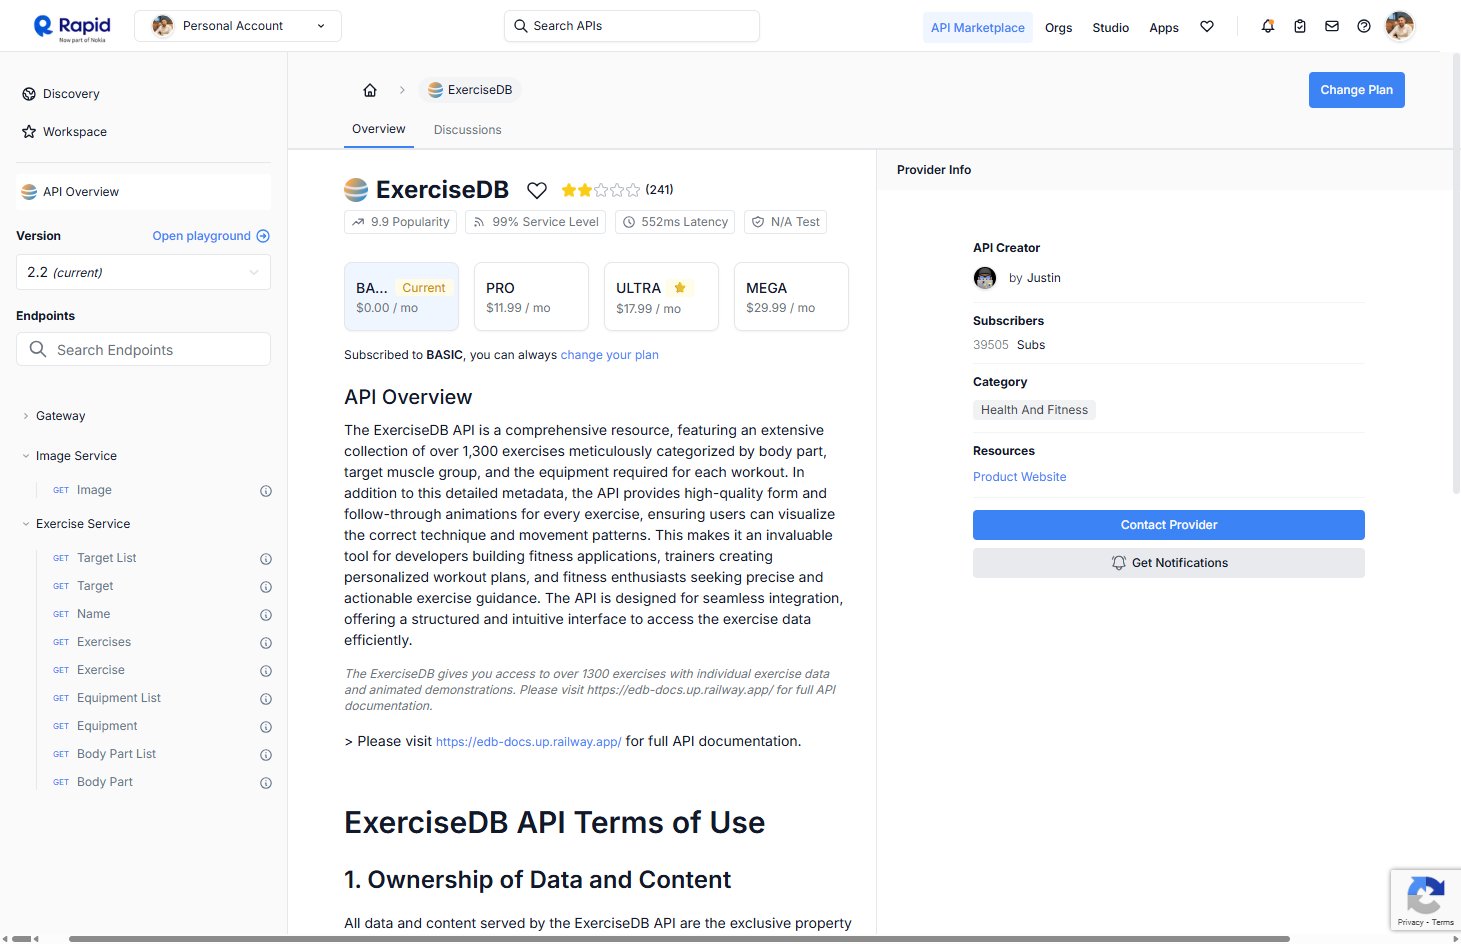 Rapid
Now part of Nokia
Personal Account
Search APIs
API Marketplace
Orgs
Studio
Apps
Discovery
Workspace
API Overview
Version
Open playground
2.2 (current)
Endpoints
Search Endpoints
Gateway
Image Service
GET Image
Exercise Service
GET Target List
GET Target
GET Name
GET Exercises
GET Exercise
GET Equipment List
GET Equipment
GET Body Part List
GET Body Part
ExerciseDB
Change Plan
Overview
Discussions
ExerciseDB
(241)
9.9 Popularity
99% Service Level
552ms Latency
N/A Test
BA... Current
$0.00 / mo
PRO
$11.99 / mo
ULTRA
$17.99 / mo
MEGA
$29.99 / mo
Subscribed to BASIC, you can always change your plan
API Overview
The ExerciseDB API is a comprehensive resource, featuring an extensive
collection of over 1,300 exercises meticulously categorized by body part,
target muscle group, and the equipment required for each workout. In
addition to this detailed metadata, the API provides high-quality form and
follow-through animations for every exercise, ensuring users can visualize
the correct technique and movement patterns. This makes it an invaluable
tool for developers building fitness applications, trainers creating
personalized workout plans, and fitness enthusiasts seeking precise and
actionable exercise guidance. The API is designed for seamless integration,
offering a structured and intuitive interface to access the exercise data
efficiently.
The ExerciseDB gives you access to over 1300 exercises with individual exercise data
and animated demonstrations. Please visit https://edb-docs.up.railway.app/ for full API
documentation.
> Please visit https://edb-docs.up.railway.app/ for full API documentation.
ExerciseDB API Terms of Use
1. Ownership of Data and Content
All data and content served by the ExerciseDB API are the exclusive property
Provider Info
API Creator
by Justin
Subscribers
39505 Subs
Category
Health And Fitness
Resources
Product Website
Contact Provider
Get Notifications
Privacy - Terms